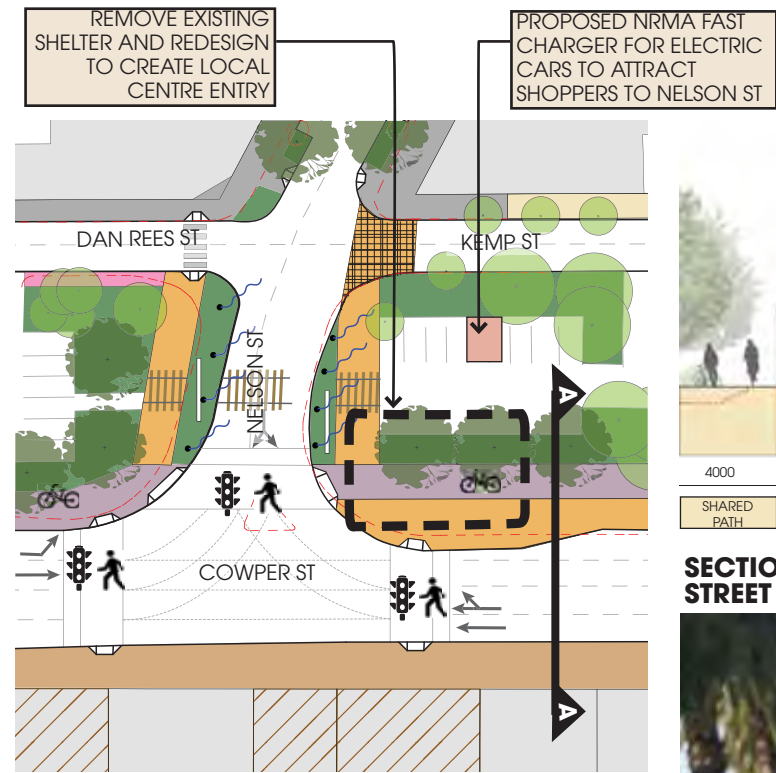 REMOVE EXISTING
SHELTER AND REDESIGN
TO CREATE LOCAL
CENTRE ENTRY
PROPOSED NRMA FAST
CHARGER FOR ELECTRIC
CARS TO ATTRACT
SHOPPERS TO NELSON ST
DAN REES ST
KEMP ST
NELSON ST
A
4000
SHARED
PATH
COWPER ST
SECTIO
STREET
A